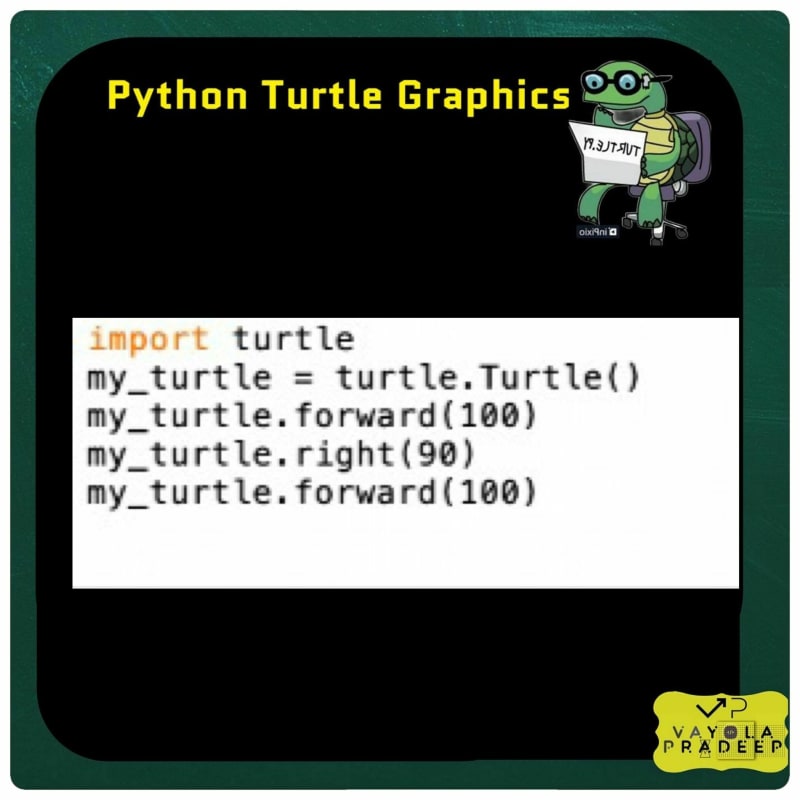 Python Turtle Graphics
TURTLE.PY
inPixio
import turtle
my_turtle = turtle.Turtle()
my_turtle.forward(100)
my_turtle.right(90)
my_turtle.forward(100)
VP
VAYOLA
PRADEEP